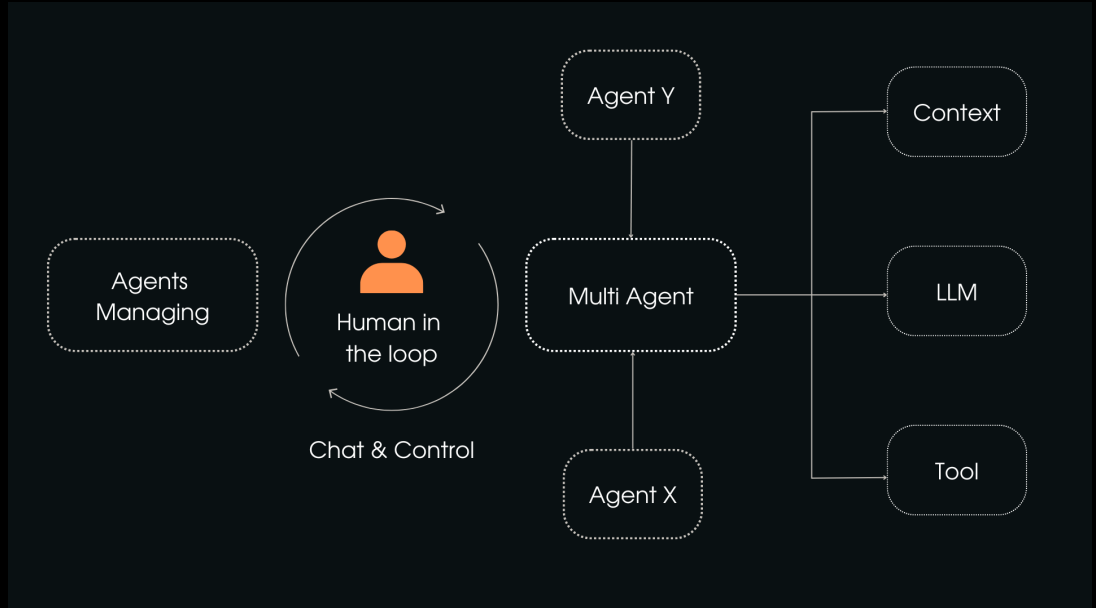 Agent Y
Context
Agents
Managing
Human in
the loop
Multi Agent
LLM
Chat & Control
Agent X
Tool